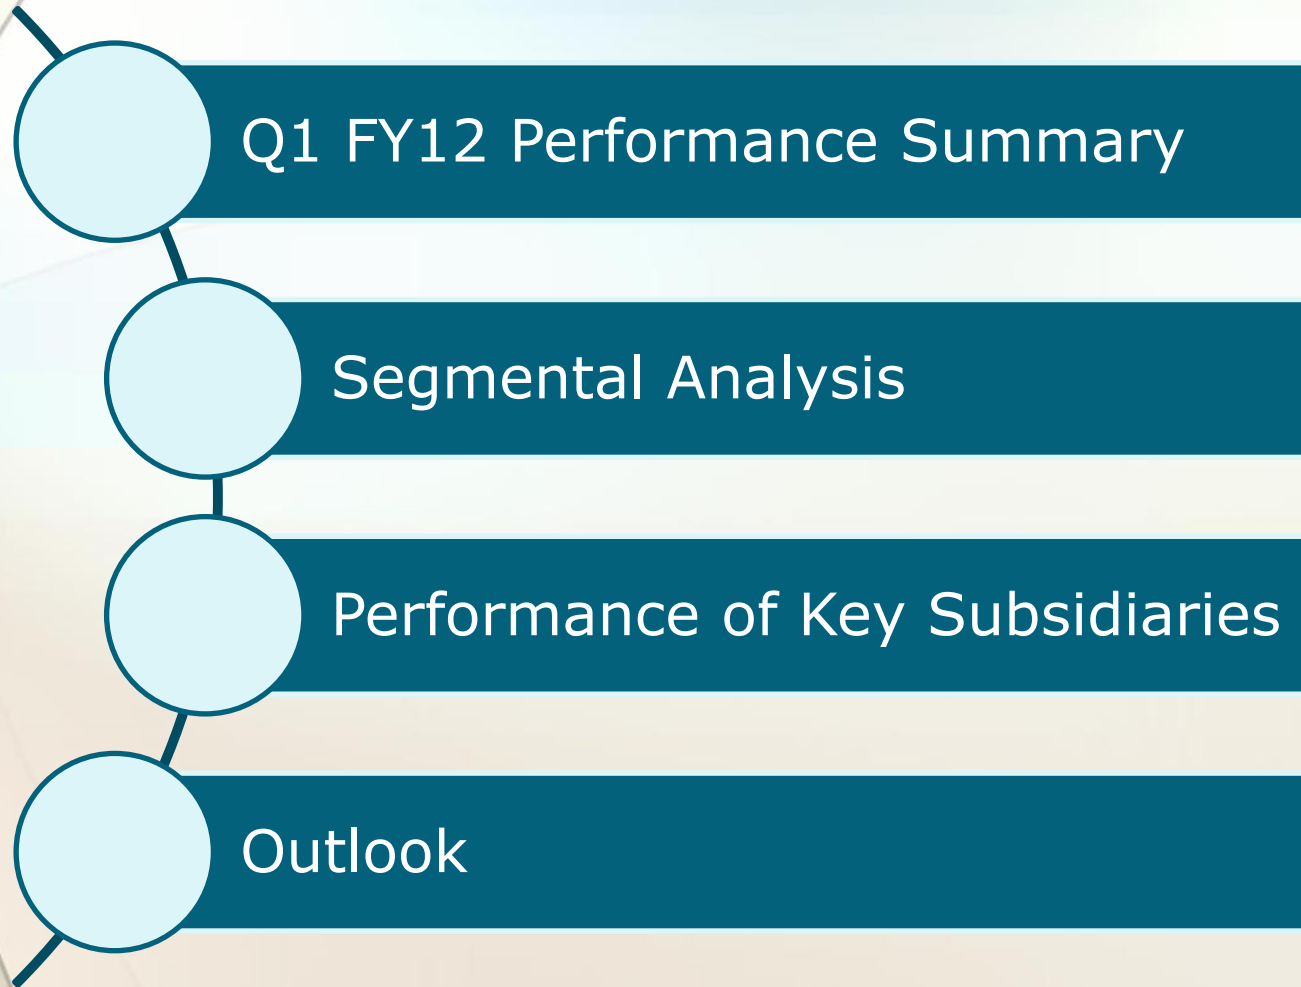 Q1 FY12 Performance Summary
Segmental Analysis
Performance of Key Subsidiaries
Outlook